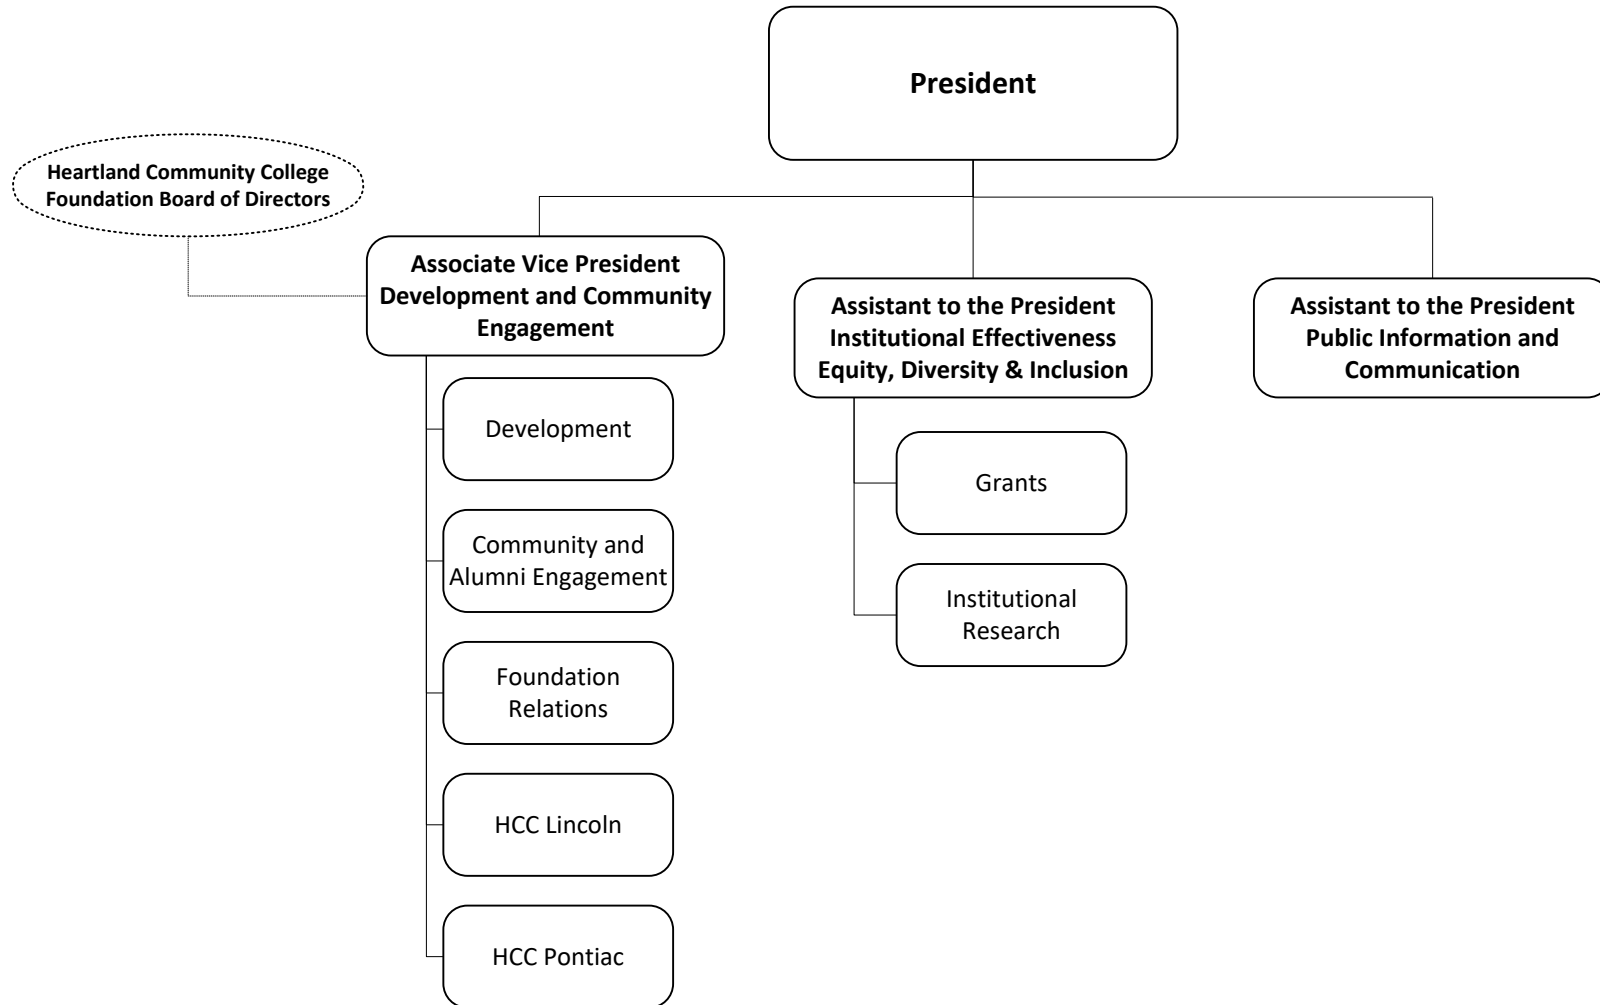 President
Heartland Community College
Foundation Board of Directors
Associate Vice President
Development and Community
Engagement
Development
Community and
Alumni Engagement
Foundation
Relations
HCC Lincoln
HCC Pontiac
Assistant to the President
Institutional Effectiveness
Equity, Diversity & Inclusion
Grants
Institutional
Research
Assistant to the President
Public Information and
Communication